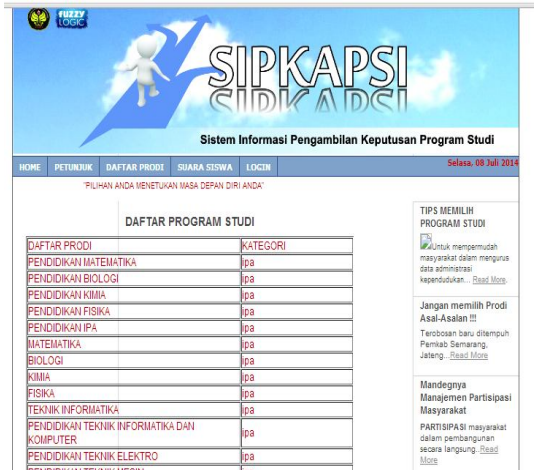 FUZZY
LOGIC
SIPKAPSI
Sistem Informasi Pengambilan Keputusan Program Studi
HOME PETUNJUK DAFTAR PRODI SUARA SISWA LOGIN
Selasa, 08 Juli 2014
"PILIHAN ANDA MENETUKAN MASA DEPAN DIRI ANDA"
DAFTAR PROGRAM STUDI
DAFTAR PRODI KATEGORI
PENDIDIKAN MATEMATIKA ipa
PENDIDIKAN BIOLOGI ipa
PENDIDIKAN KIMIA ipa
PENDIDIKAN FISIKA ipa
PENDIDIKAN IPA ipa
MATEMATIKA ipa
BIOLOGI ipa
KIMIA ipa
FISIKA ipa
TEKNIK INFORMATIKA ipa
PENDIDIKAN TEKNIK INFORMATIKA DAN
KOMPUTER ipa
PENDIDIKAN TEKNIK ELEKTRO ipa
PENDIDIKAN TEKNIK MESIN
TIPS MEMILIH
PROGRAM STUDI
Untuk mempermudah
masyarakat dalam mengurus
data administrasi
kependudukan... Read More.
Jangan memilih Prodi
Asal-Asalan !!!
Terobosan baru ditempuh
Pemkab Semarang,
Jateng...Read More
Mandegnya
Manajemen Partisipasi
Masyarakat
PARTISIPASI masyarakat
dalam pembangunan
secara langsung..Read
More